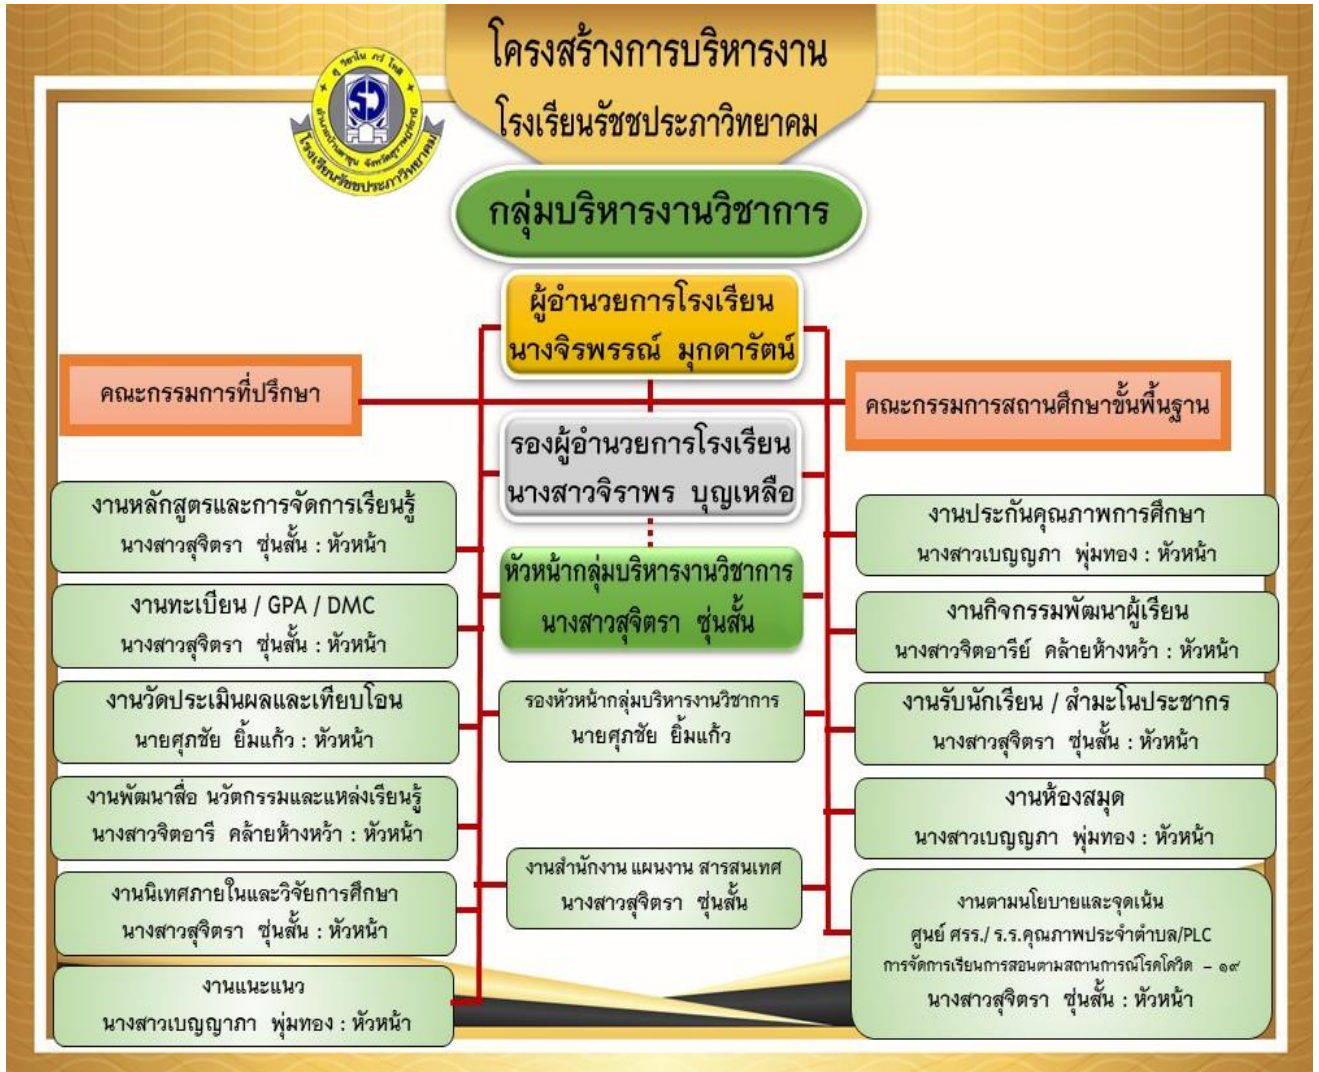 โครงสร้างการบริหารงาน
โรงเรียนรัชชประภาวิทยาคม
โรงเรียนรัชชประภาวิทยาคม
กลุ่มบริหารงานวิชาการ
ผู้อำนวยการโรงเรียน
นางจิรพรรณ์ มุกดารัตน์
คณะกรรมการที่ปรึกษา
คณะกรรมการสถานศึกษาขั้นพื้นฐาน
รองผู้อำนวยการโรงเรียน
นางสาวจิราพร บุญเหลือ
หัวหน้ากลุ่มบริหารงานวิชาการ
นางสาวสุจิตรา ซุ่นสั้น
รองหัวหน้ากลุ่มบริหารงานวิชาการ
นายศุภชัย ยิ้มแก้ว
งานสำนักงาน แผนงาน สารสนเทศ
นางสาวสุจิตรา ซุ่นสั้น
งานหลักสูตรและการจัดการเรียนรู้
นางสาวสุจิตรา ซุ่นสั้น : หัวหน้า
งานทะเบียน / GPA / DMC
นางสาวสุจิตรา ซุ่นสั้น : หัวหน้า
งานวัดประเมินผลและเทียบโอน
นายศุภชัย ยิ้มแก้ว : หัวหน้า
งานพัฒนาสื่อ นวัตกรรมและแหล่งเรียนรู้
นางสาวจิตอารี คล้ายห้างหว้า : หัวหน้า
งานนิเทศภายในและวิจัยการศึกษา
นางสาวสุจิตรา ซุ่นสั้น : หัวหน้า
งานแนะแนว
นางสาวเบญญาภา พุ่มทอง : หัวหน้า
งานประกันคุณภาพการศึกษา
นางสาวเบญญภา พุ่มทอง : หัวหน้า
งานกิจกรรมพัฒนาผู้เรียน
นางสาวจิตอารีย์ คล้ายห้างหว้า : หัวหน้า
งานรับนักเรียน / สำมะโนประชากร
นางสาวสุจิตรา ซุ่นสั้น : หัวหน้า
งานห้องสมุด
นางสาวเบญญภา พุ่มทอง : หัวหน้า
งานตามนโยบายและจุดเน้น
ศูนย์ ศรร./ ร.ร.คุณภาพประจำตำบล/PLC
การจัดการเรียนการสอนตามสถานการณ์โรคโควิด - ๑๙
นางสาวสุจิตรา ซุ่นสั้น : หัวหน้า